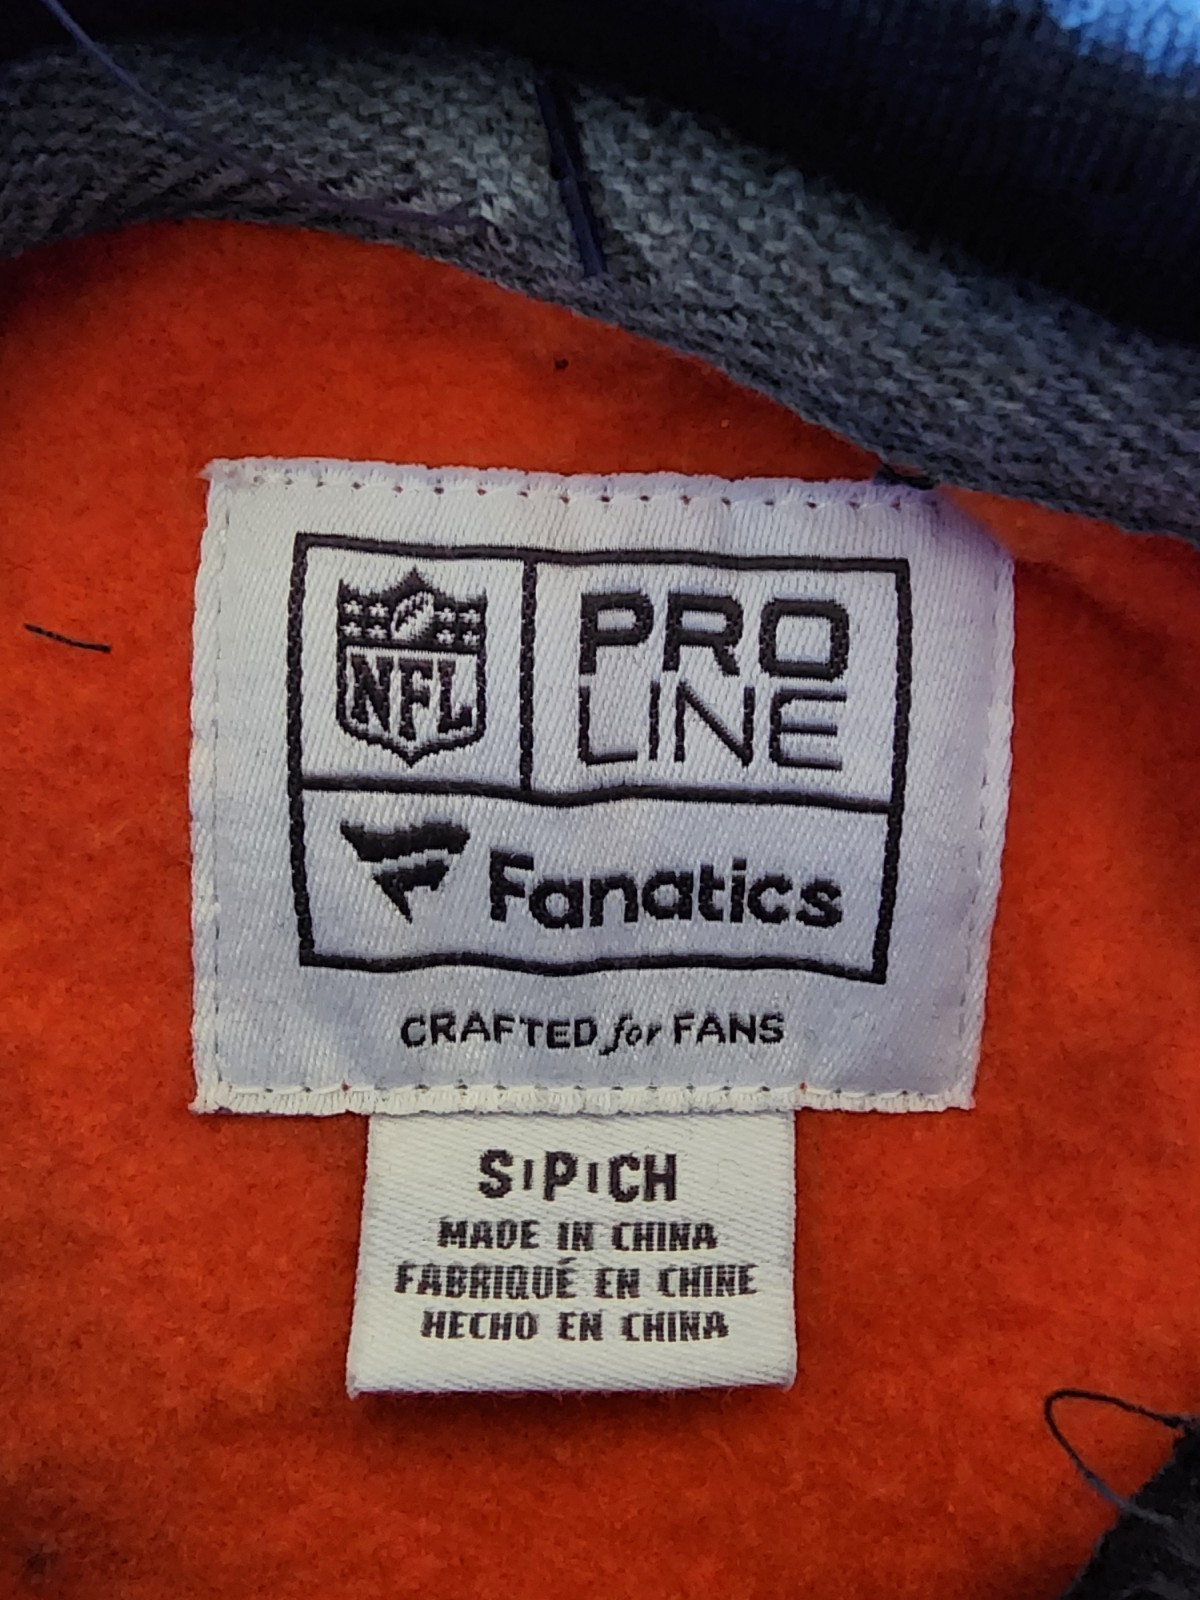 NFL
PRO
LINE
Fanatics
CRAFTED for FANS
S|P|CH
MADE IN CHINA
FABRIQUÉ EN CHINE
HECHO EN CHINA